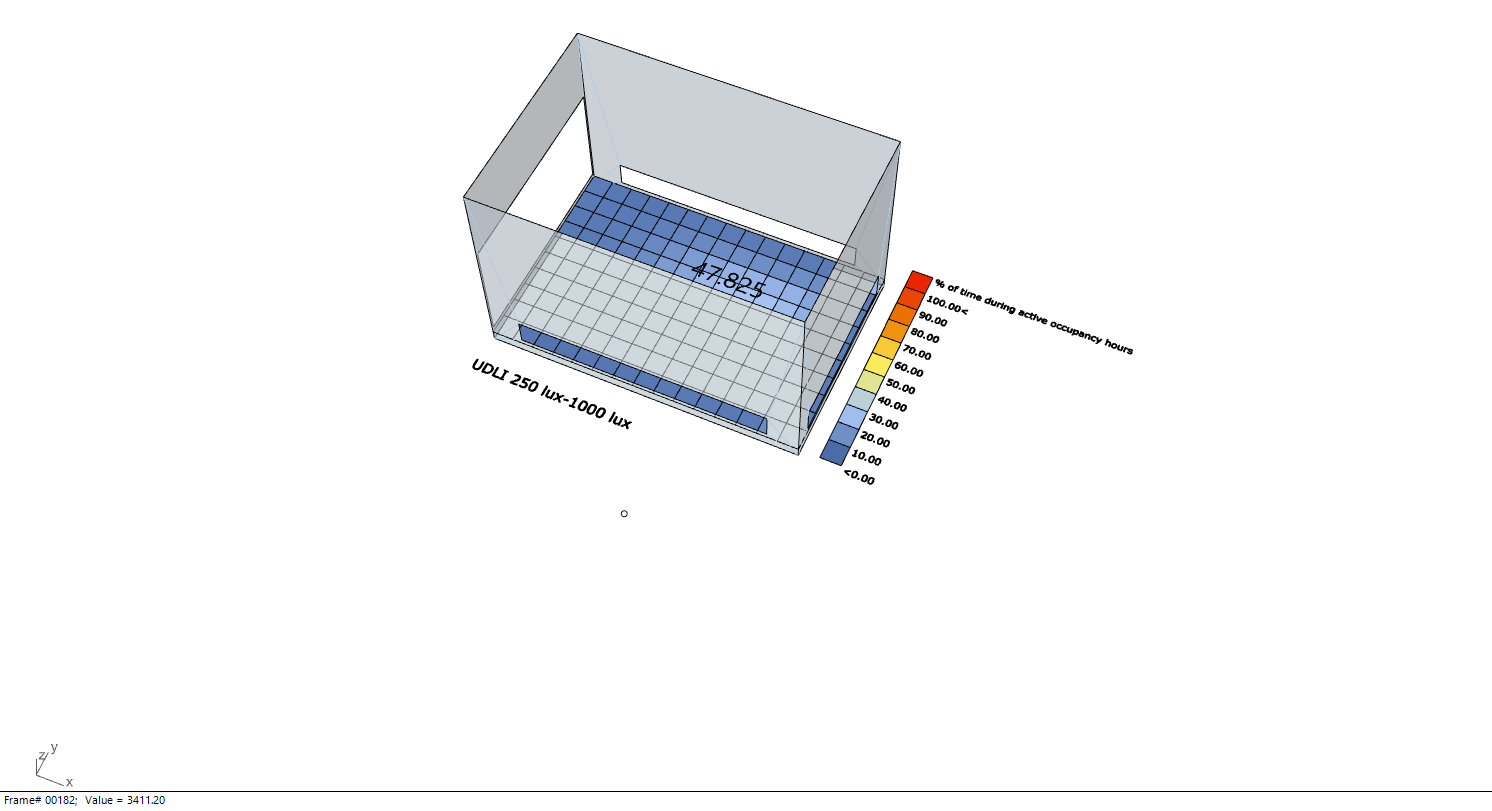 47.825
% of time during active occupancy hours
100.00<
90.00
80.00
70.00
60.00
50.00
40.00
30.00
20.00
10.00
<0.00
UDLI 250 lux-1000 lux
z y
x
Frame# 00182; Value = 3411.20